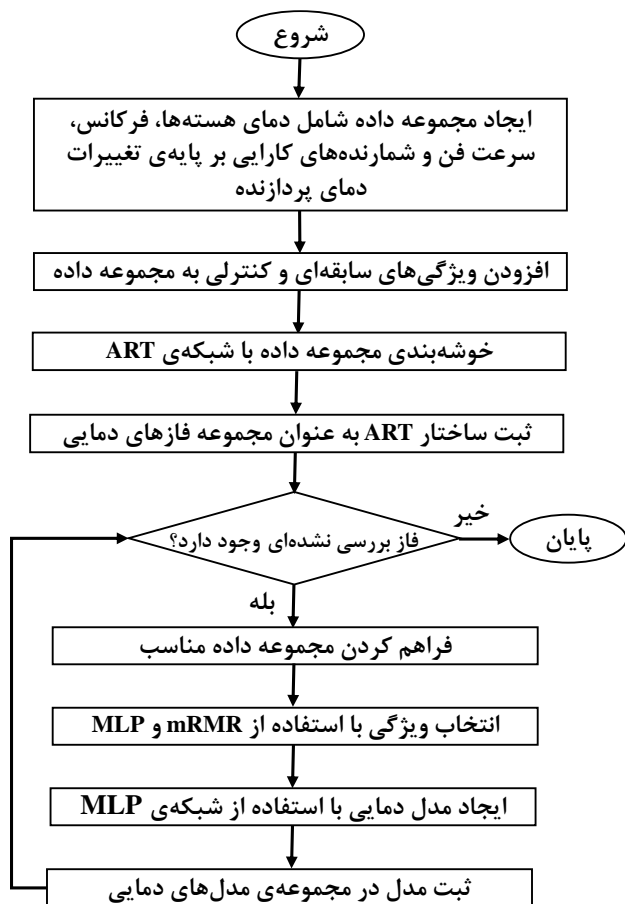 شروع
ایجاد مجموعه داده شامل دمای هسته‌ها، فرکانس،
سرعت فن و شمارنده‌های کارایی بر پایه‌ی تغییرات
دمای پردازنده
افزودن ویژگی‌های سابقه‌ای و کنترلی به مجموعه داده
خوشه‌بندی مجموعه داده با شبکه‌ی ART
ثبت ساختار ART به عنوان مجموعه فازهای دمایی
فاز بررسی نشده‌ای وجود دارد؟
خیر
پایان
بله
فراهم کردن مجموعه داده مناسب
انتخاب ویژگی با استفاده از mRMR و MLP
ایجاد مدل دمایی با استفاده از شبکه‌ی MLP
ثبت مدل در مجموعه‌ی مدل‌های دمایی